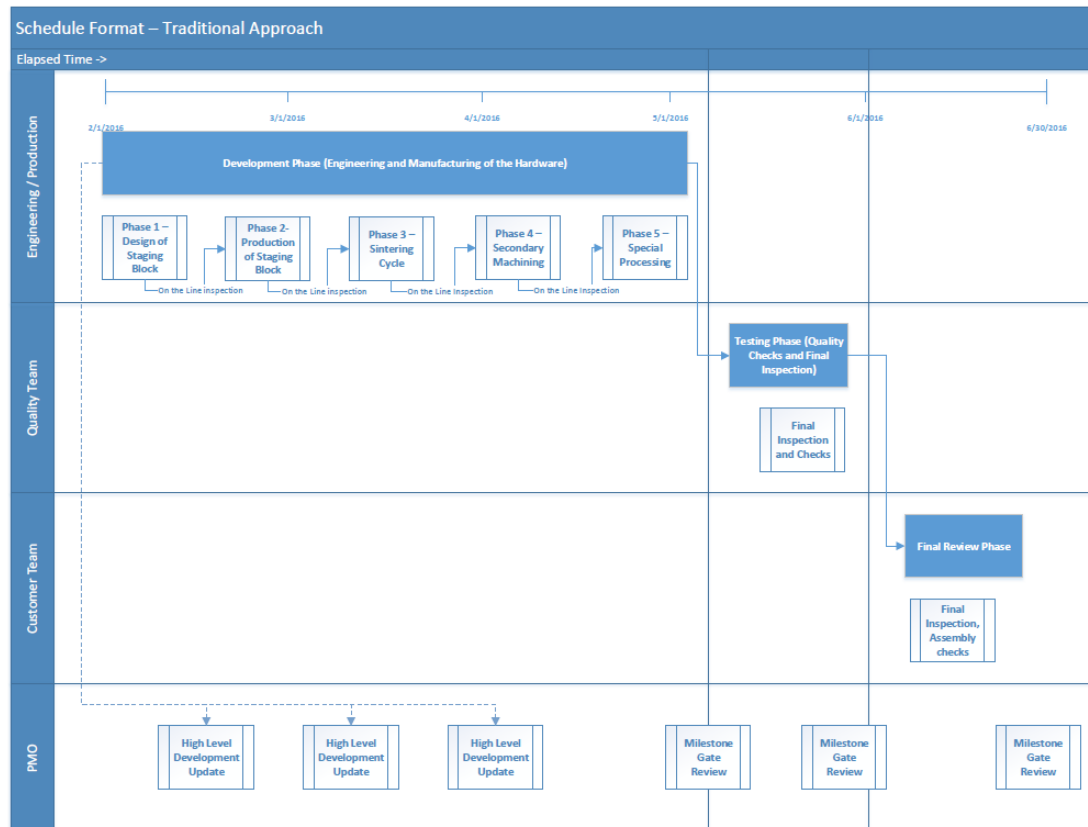 Schedule Format – Traditional Approach
Elapsed Time ->
Engineering / Production
2/1/2016
3/1/2016
4/1/2016
5/1/2016
6/1/2016
6/30/2016
Development Phase (Engineering and Manufacturing of the Hardware)
Phase 1 –
Design of
Staging
Block
Phase 2-
Production
of Staging
Block
Phase 3 –
Sintering
Cycle
Phase 4 –
Secondary
Machining
Phase 5 –
Special
Processing
On the Line inspection
On the Line inspection
On the Line Inspection
On the Line Inspection
Quality Team
Testing Phase (Quality
Checks and Final
Inspection)
Final
Inspection
and Checks
Customer Team
Final Review Phase
Final
Inspection,
Assembly
checks
PMO
High Level
Development
Update
High Level
Development
Update
High Level
Development
Update
Milestone
Gate
Review
Milestone
Gate
Review
Milestone
Gate
Review